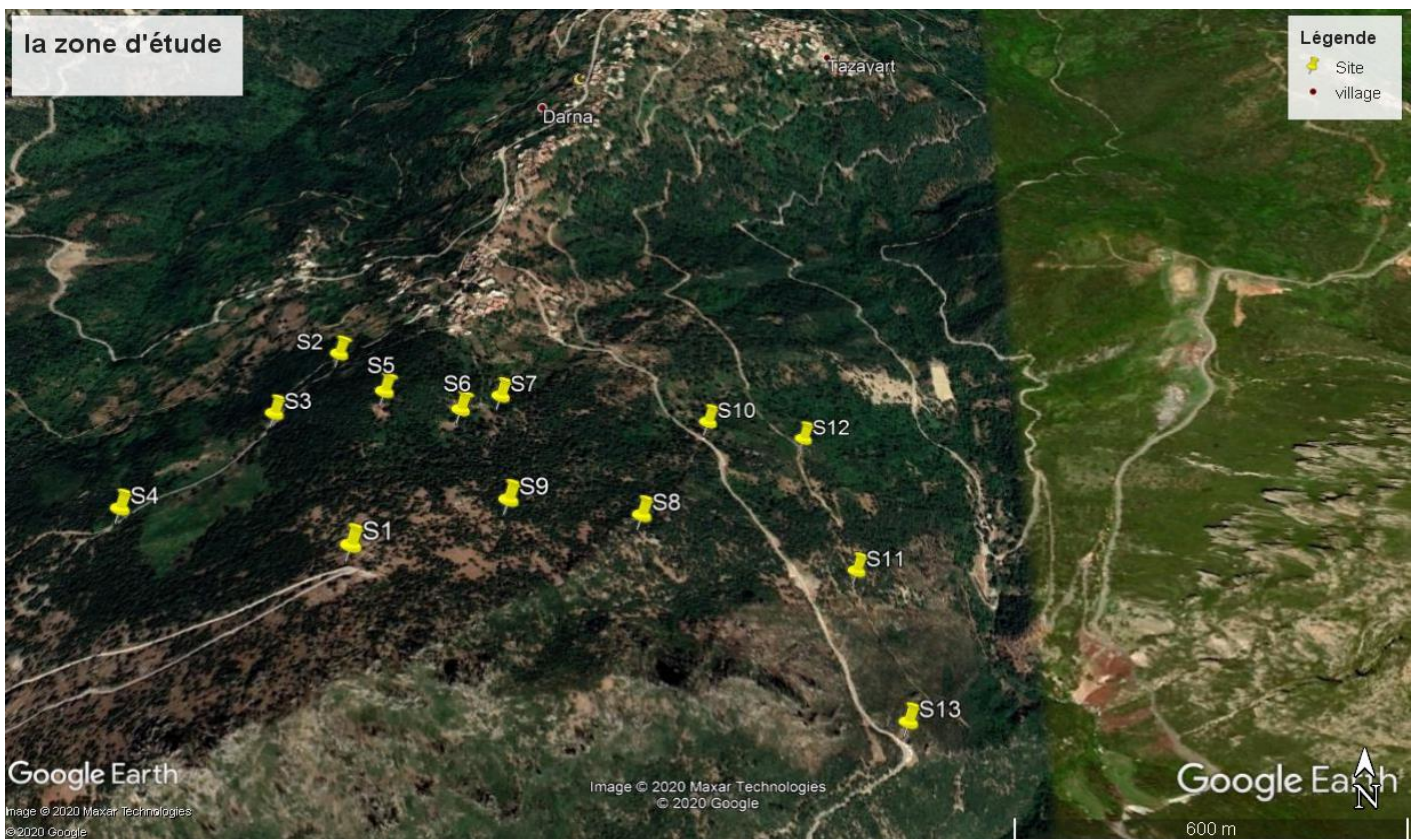 la zone d'étude
Légende
Site
village
Tazayart
Darna
S2
S5
S3
S6
S7
S10
S12
S4
S9
S8
S1
S11
S13
Google Earth
Image © 2020 Maxar Technologies
© 2020 Google
Image © 2020 Maxar Technologies
© 2020 Google
Google Earth
N
600 m